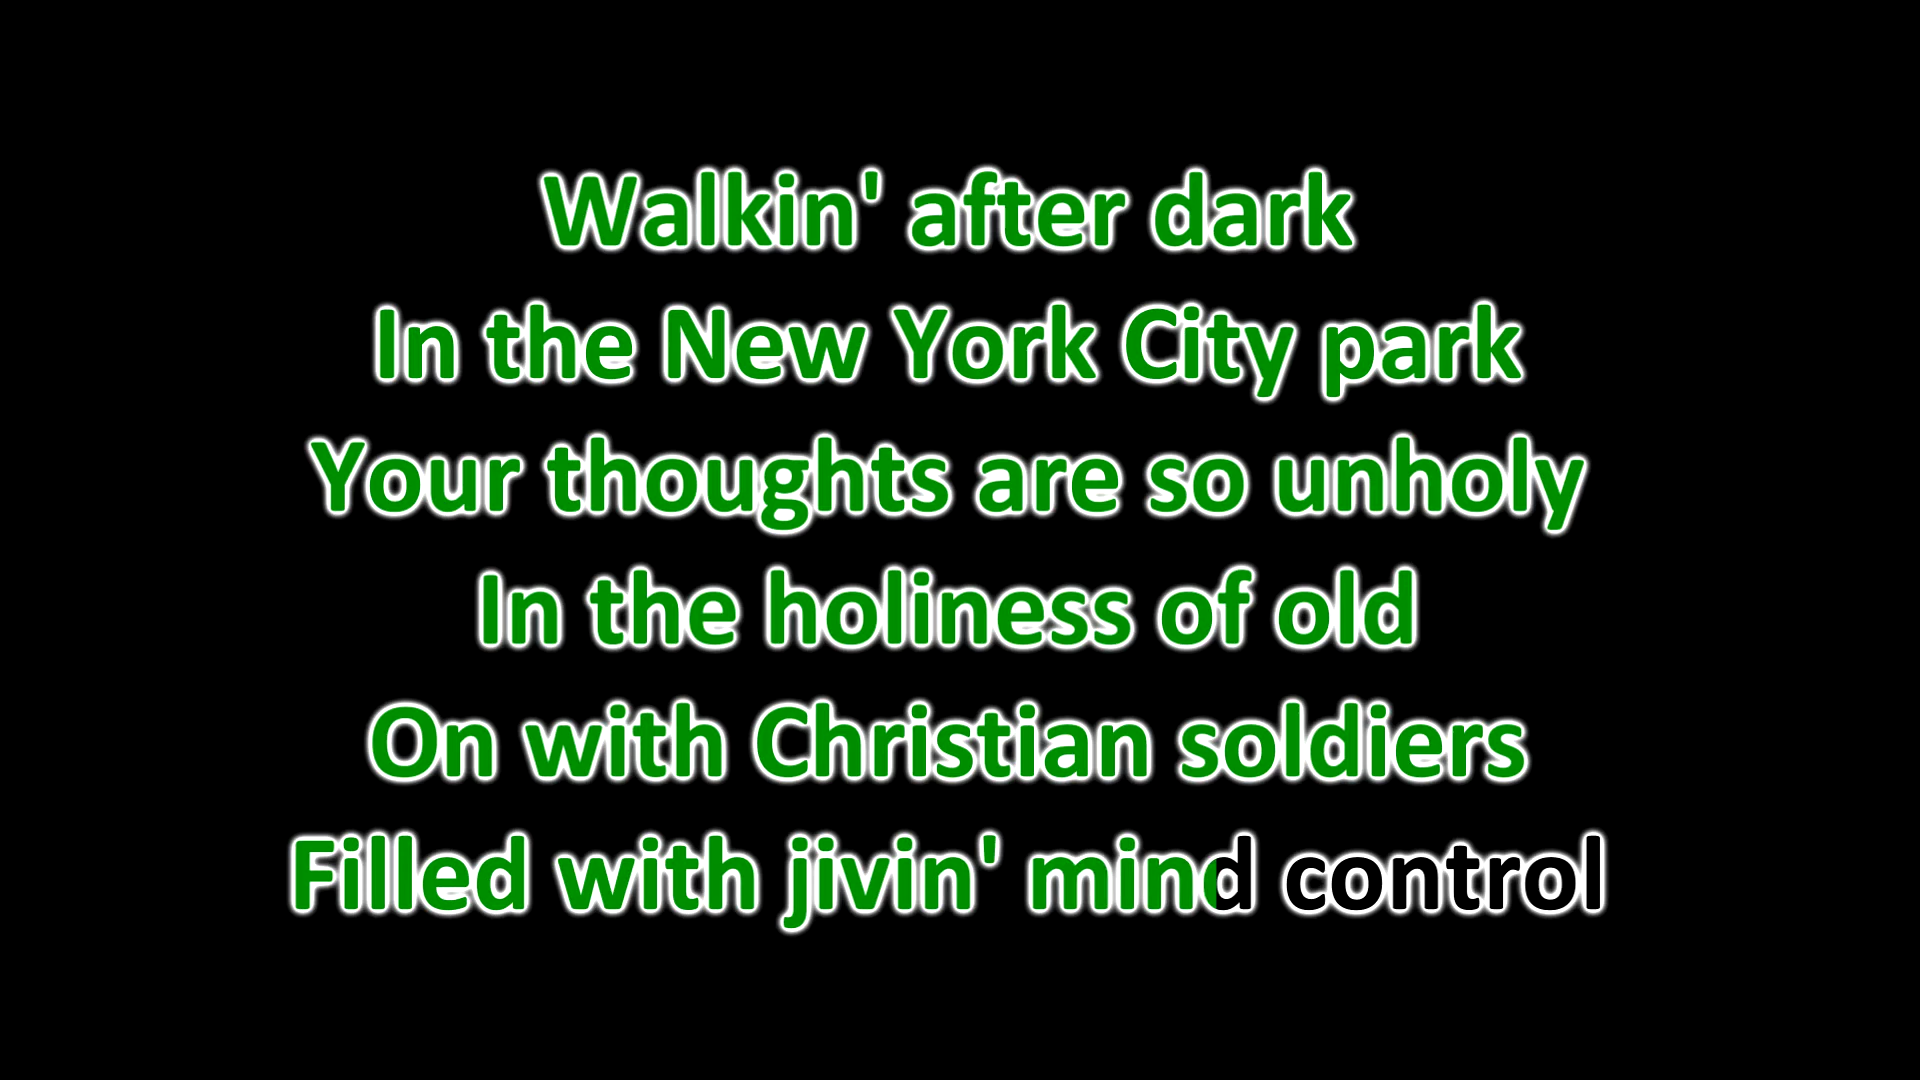 Walkin' after dark
In the New York City park
Your thoughts are so unholy
In the holiness of old
On with Christian soldiers
Filled with jivin' mind control